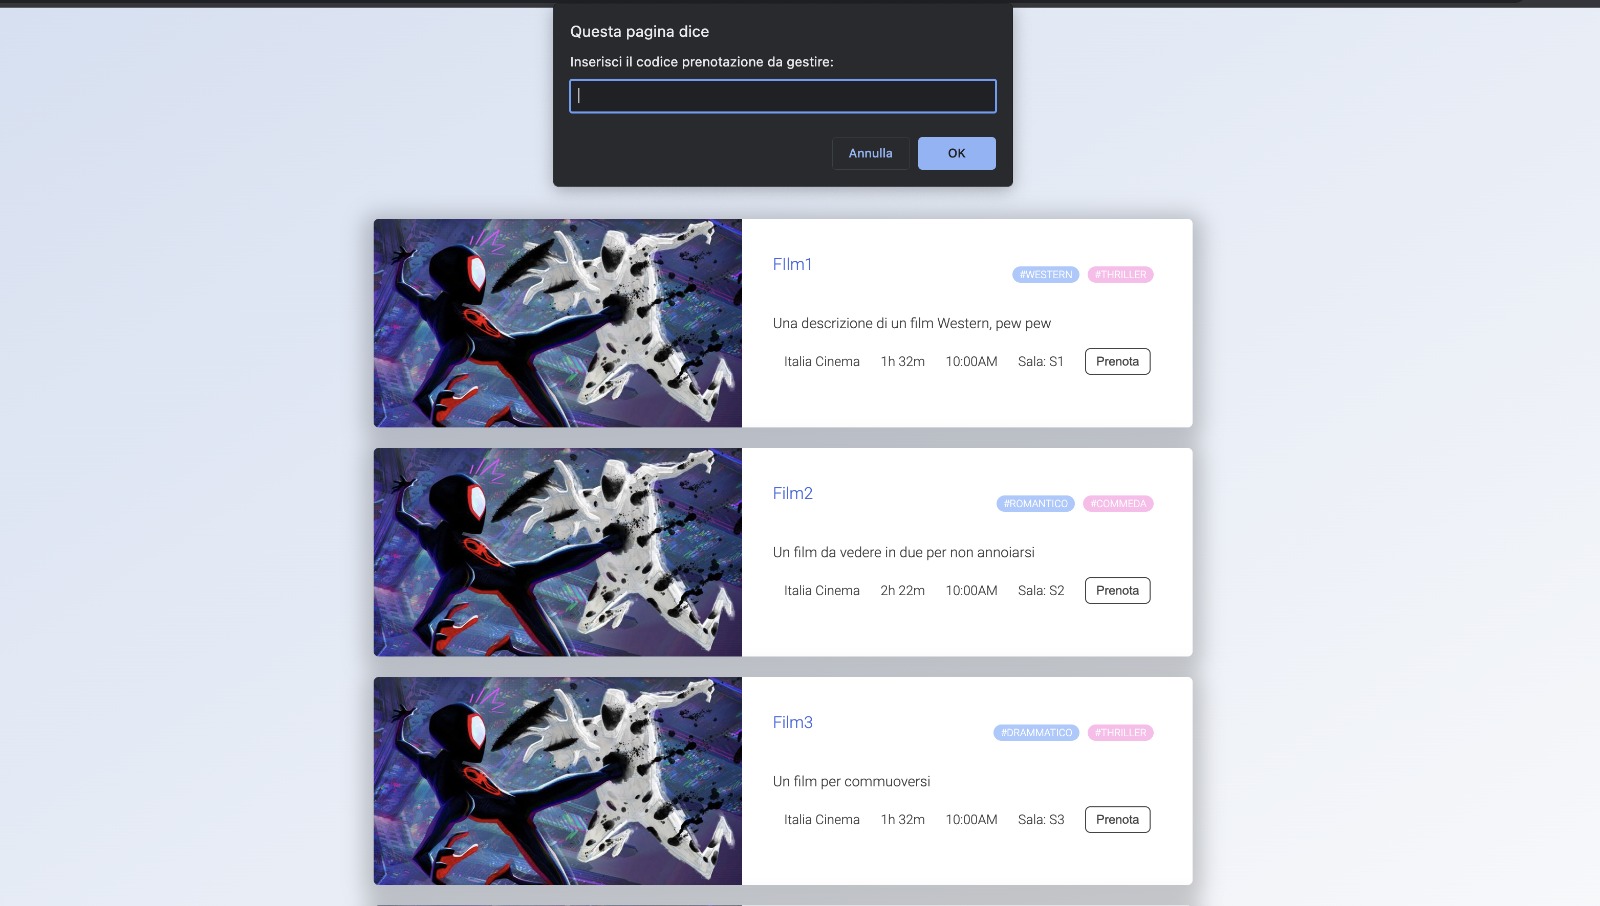 Questa pagina dice
Inserisci il codice prenotazione da gestire:
Annulla OK
FIlm1
#WESTERN #THRILLER
Una descrizione di un film Western, pew pew
Italia Cinema 1h 32m 10:00AM Sala: S1 Prenota
Film2
#ROMANTICO #COMMEDA
Un film da vedere in due per non annoiarsi
Italia Cinema 2h 22m 10:00AM Sala: S2 Prenota
Film3
#DRAMMATICO #THRILLER
Un film per commuoversi
Italia Cinema 1h 32m 10:00AM Sala: S3 Prenota